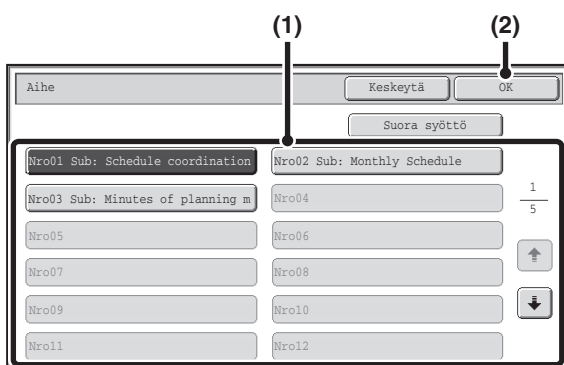 (1) (2)
Aihe Keskeytä OK
Suora syöttö
Nro01 Sub: Schedule coordination Nro02 Sub: Monthly Schedule
Nro03 Sub: Minutes of planning m Nro04
1
5
Nro05 Nro06
Nro07 Nro08
Nro09 Nro10
Nro11 Nro12